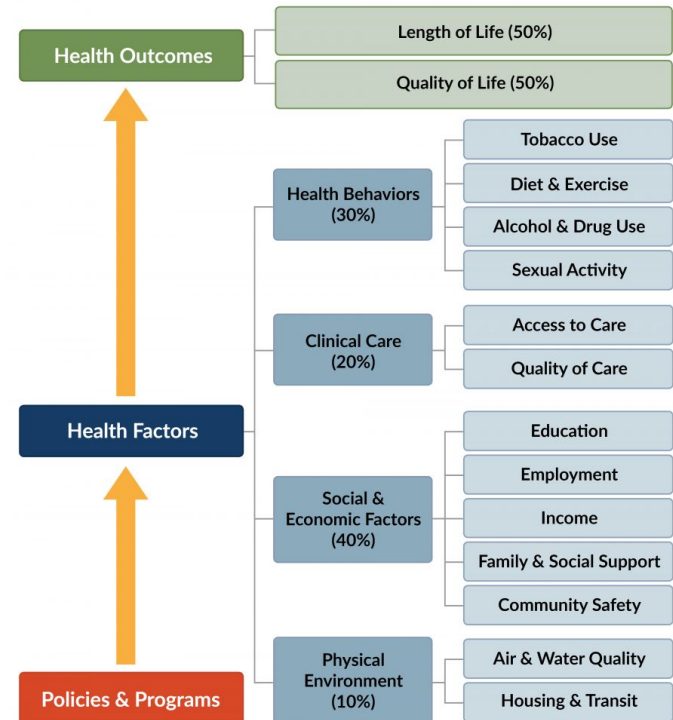 Health Outcomes
Length of Life (50%)
Quality of Life (50%)
Health Factors
Health Behaviors
(30%)
Tobacco Use
Diet & Exercise
Alcohol & Drug Use
Sexual Activity
Clinical Care
(20%)
Access to Care
Quality of Care
Social &
Economic Factors
(40%)
Education
Employment
Income
Family & Social Support
Community Safety
Physical
Environment
(10%)
Air & Water Quality
Housing & Transit
Policies & Programs